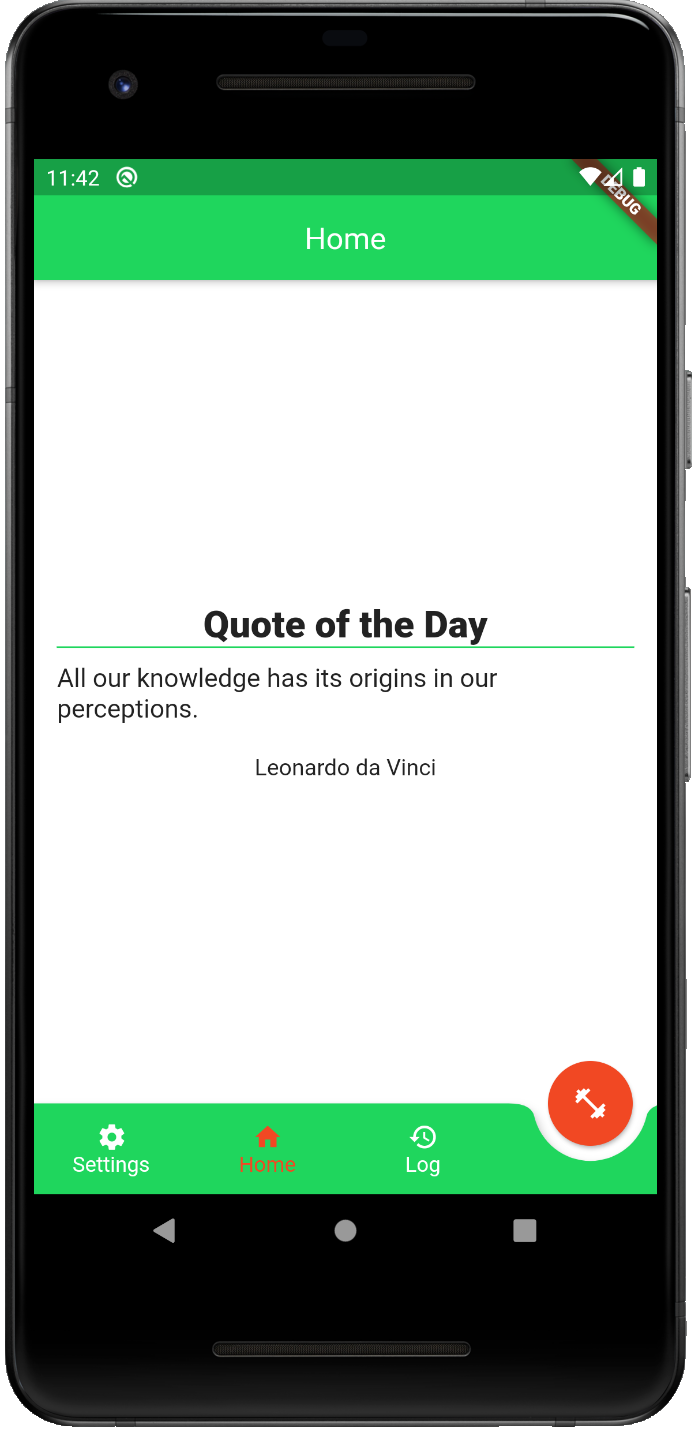 11:42
DEBUG
Home
Quote of the Day
All our knowledge has its origins in our
perceptions.
Leonardo da Vinci
Settings
Home
Log